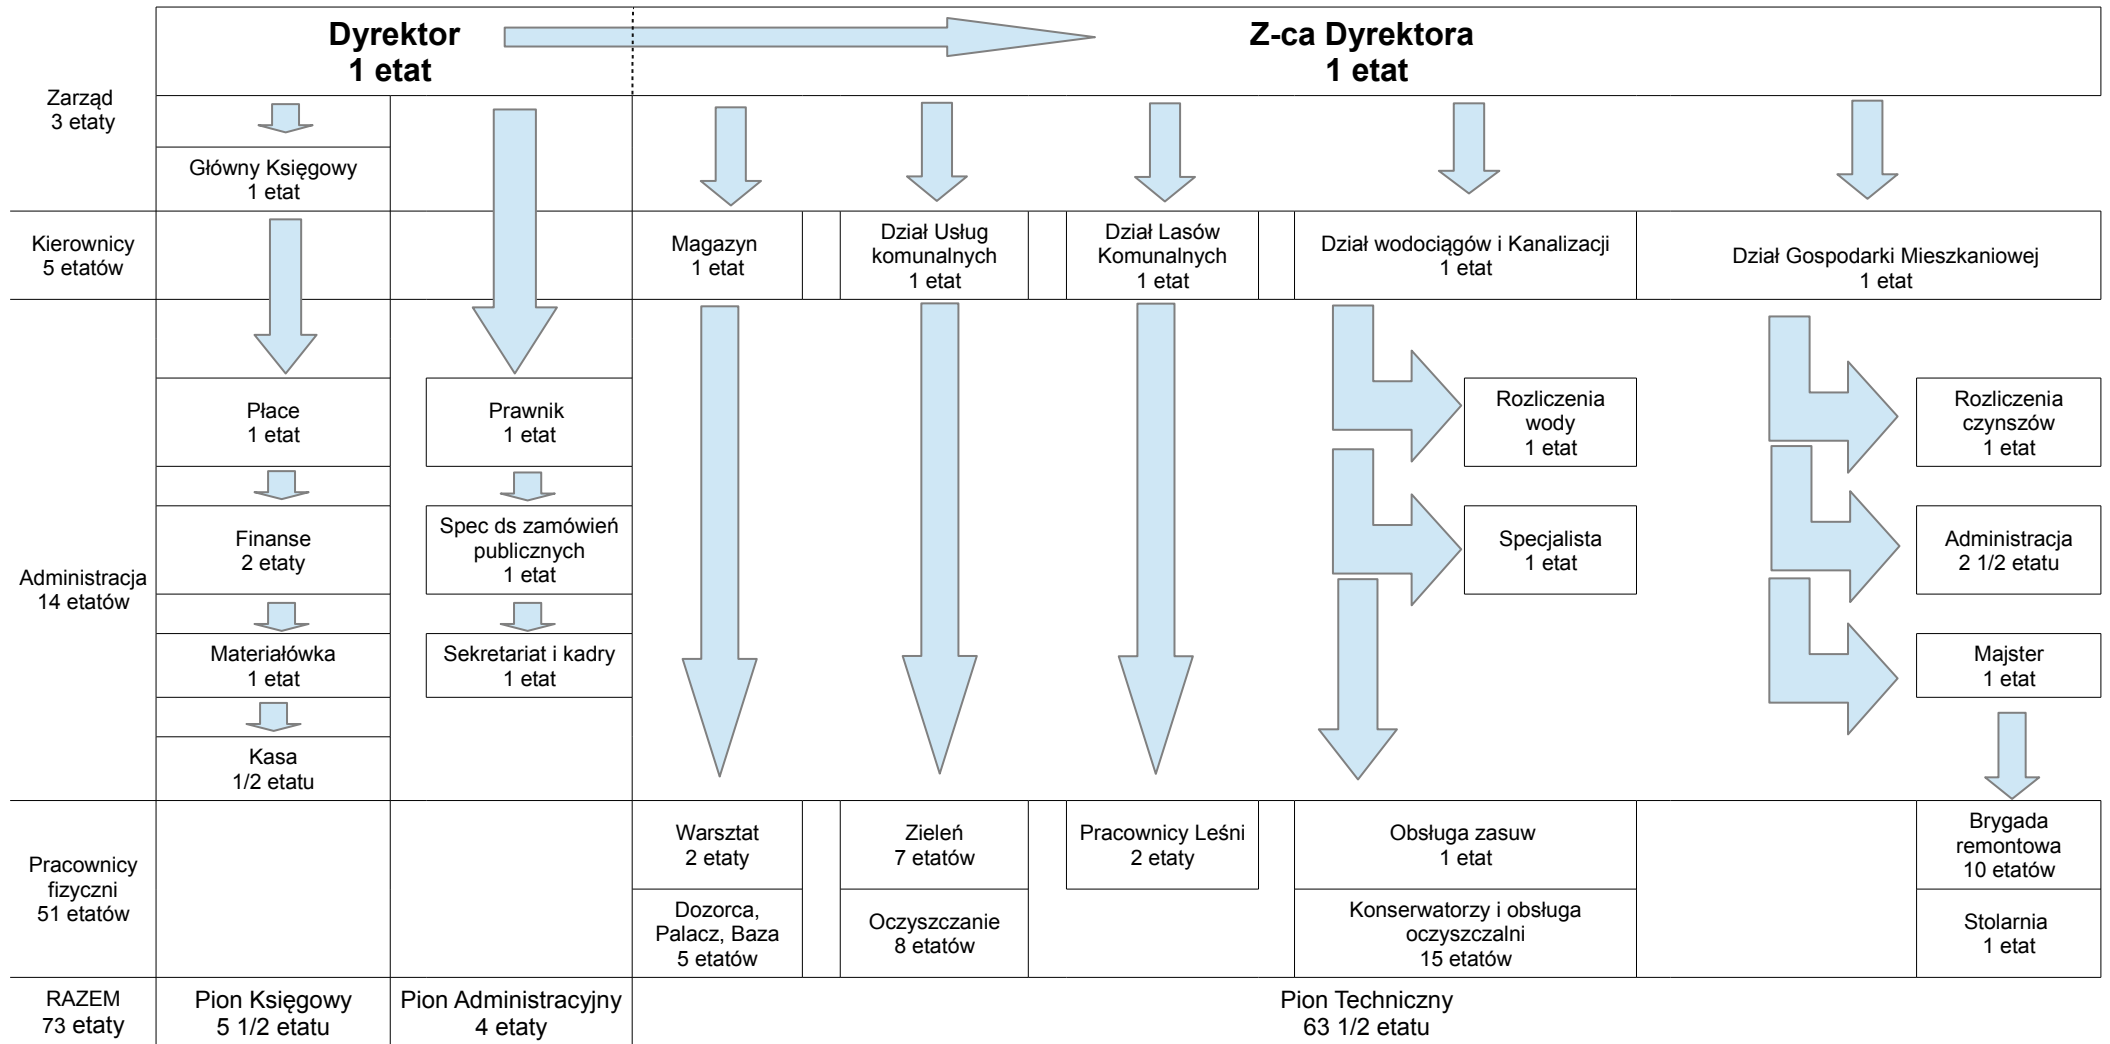 Dyrektor
1 etat
Z-ca Dyrektora
1 etat
Zarząd
3 etaty
Główny Księgowy
1 etat
Kierownicy
5 etatów
Magazyn
1 etat
Dział Usług
komunalnych
1 etat
Dział Lasów
Komunalnych
1 etat
Dział wodociągów i Kanalizacji
1 etat
Dział Gospodarki Mieszkaniowej
1 etat
Administracja
14 etatów
Płace
1 etat
Prawnik
1 etat
Rozliczenia
wody
1 etat
Rozliczenia
czynszów
1 etat
Finanse
2 etaty
Spec ds zamówień
publicznych
1 etat
Specjalista
1 etat
Administracja
2 1/2 etatu
Materiałówka
1 etat
Sekretariat i kadry
1 etat
Majster
1 etat
Kasa
1/2 etatu
Pracownicy
fizyczni
51 etatów
Warsztat
2 etaty
Zieleń
7 etatów
Pracownicy Leśni
2 etaty
Obsługa zasuw
1 etat
Brygada
remontowa
10 etatów
Dozorca,
Palacz, Baza
5 etatów
Oczyszczanie
8 etatów
Konserwatorzy i obsługa
oczyszczalni
15 etatów
Stolarnia
1 etat
RAZEM
73 etaty
Pion Księgowy
5 1/2 etatu
Pion Administracyjny
4 etaty
Pion Techniczny
63 1/2 etatu